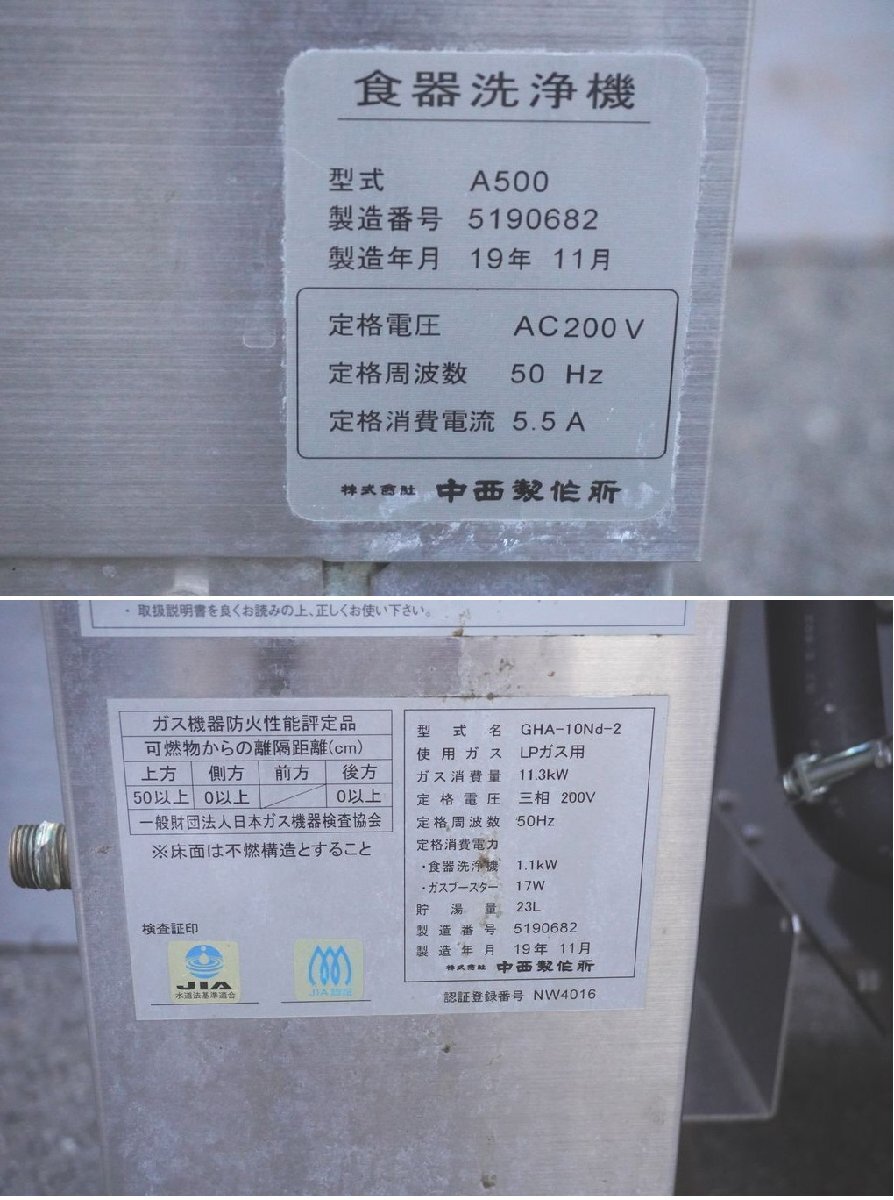 食器洗浄機
型式 A500
製造番号 5190682
製造年月 19年 11月
定格電圧 AC200V
定格周波数 50 Hz
定格消費電流 5.5A
株式会社 中西製作所
・取扱説明書を良くお読みの上、正しくお使い下さい。
ガス機器防火性能評定品
可燃物からの離隔距離(cm)
上方 側方 前方 後方
50以上 0以上 0以上
一般財団法人日本ガス機器検査協会
※床面は不燃構造とすること
検査証印
JIA
水道法基準適合
JIA認証
型式名 GHA-10Nd-2
使用ガス LPガス用
ガス消費量 11.3kW
定格電圧 三相 200V
定格周波数 50Hz
定格消費電力
・食器洗浄機 1.1kW
・ガスブースター 17W
貯湯量 23L
製造番号 5190682
製造年月 19年 11月
株式会社 中西製作所
認証登録番号 NW4016